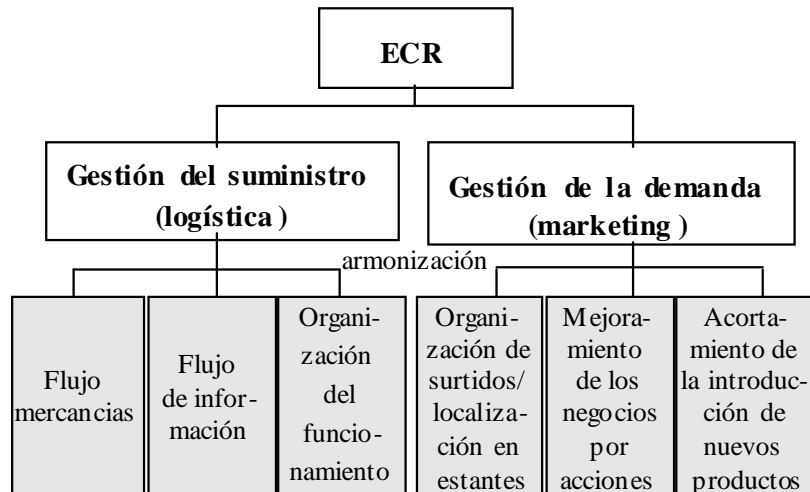 ECR
Gestión del suministro
(logística)
Gestión de la demanda
(marketing)
armonización
Flujo
mercancias
Flujo
de infor-
mación
Organi-
zación
del
funcio-
namiento
Organi-
zación de
surtidos/
localiza-
ción en
estantes
Mejora-
miento
de los
negocios
por
acciones
Acorta-
miento de
la introduc-
ción de
nuevos
productos